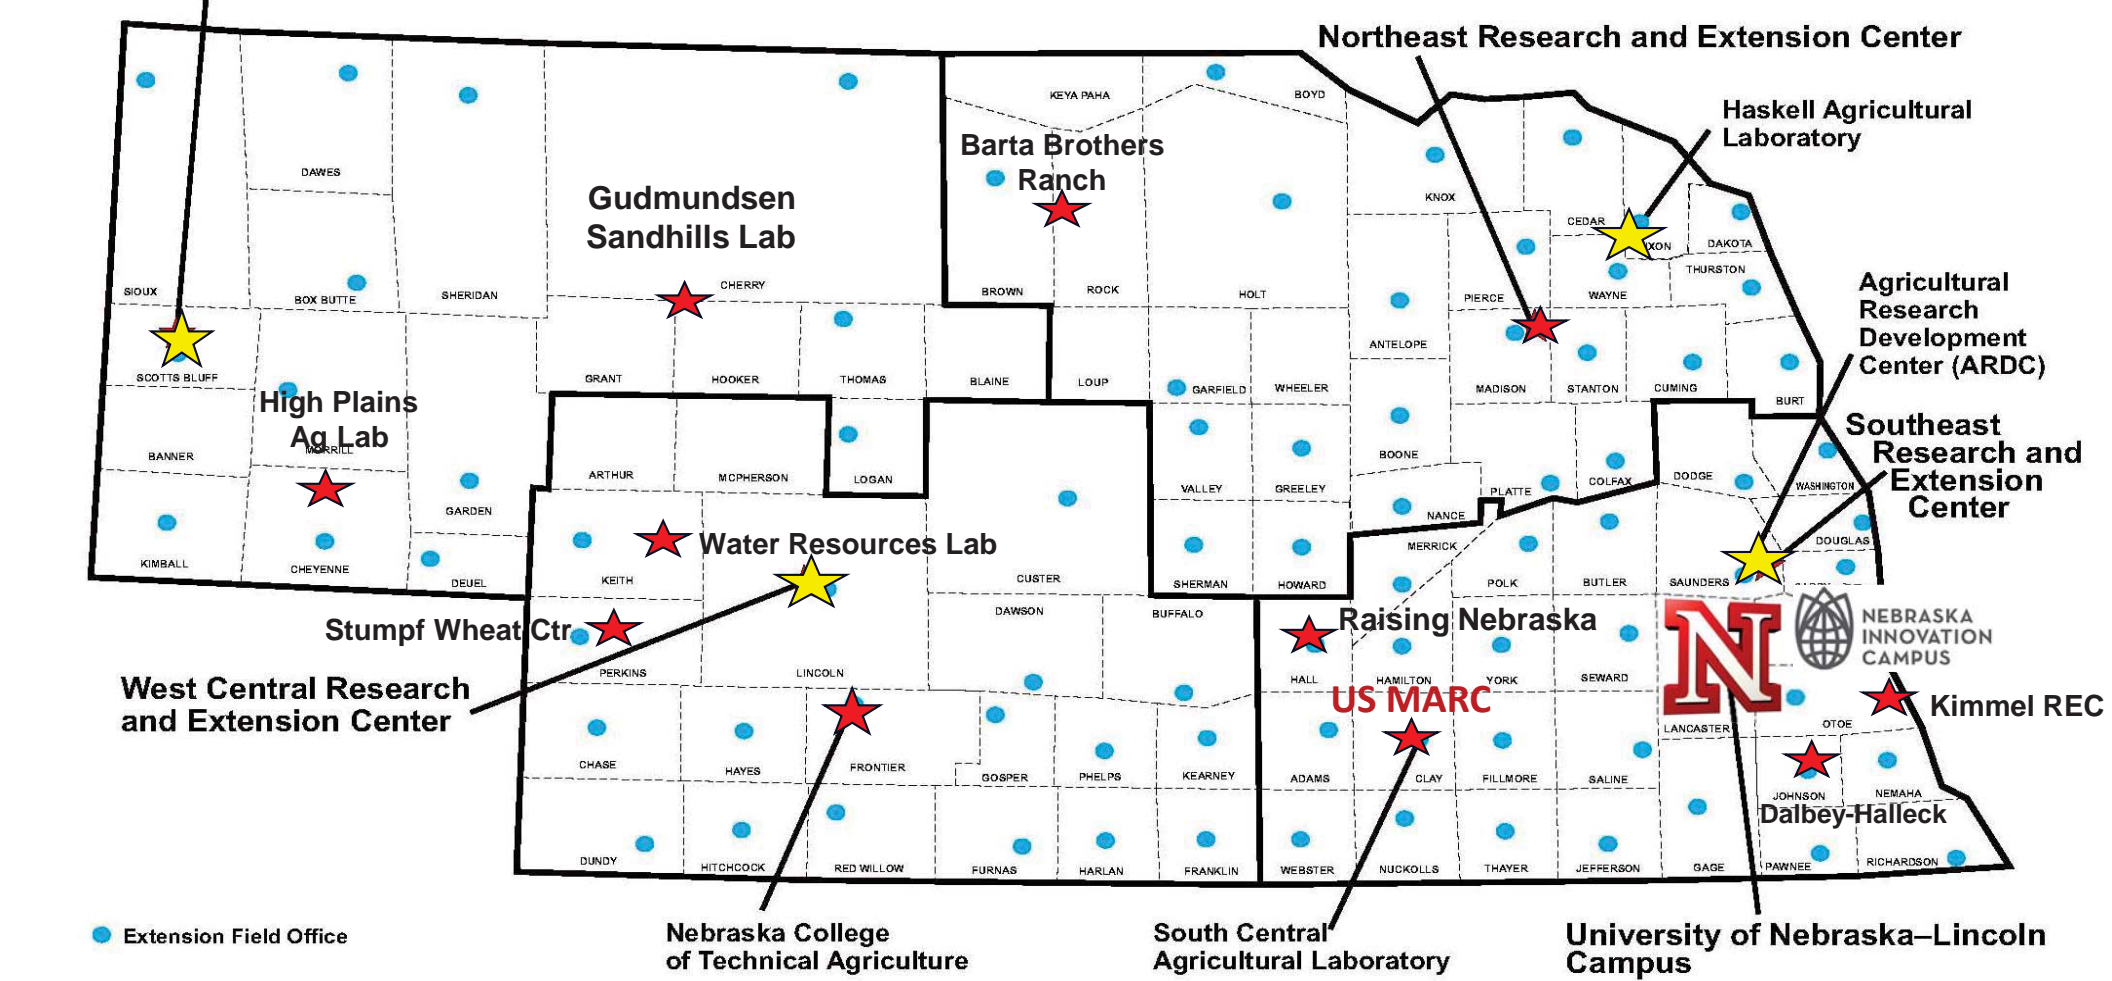 Northeast Research and Extension Center
Haskell Agricultural
Laboratory
KEYA PAHA
BOYD
Barta Brothers
Ranch
DAWES
Gudmundsen
Sandhills Lab
KNOX
CEDAR
IXON
DAKOTA
THURSTON
SIOUX
BOX BUTTE
SHERIDAN
CHERRY
BROWN
ROCK
HOLT
PIERCE
WAYNE
Agricultural
Research
Development
Center (ARDC)
ANTELOPE
SCOTTS BLUFF
GRANT
HOOKER
THOMAS
BLAINE
LOUP
GARFIELD
WHEELER
MADISON
STANTON
CUMING
BURT
High Plains
Ag Lab
MORRILL
BANNER
Southeast
Research and
Extension
Center
ARTHUR
MCPHERSON
LOGAN
BOONE
VALLEY
GREELEY
PLATTE
COLFAX
DODGE
WASHINGTON
GARDEN
NANCE
MERRICK
DOUGLAS
KIMBALL
CHEYENNE
DEUEL
Water Resources Lab
KEITH
CUSTER
SHERMAN
HOWARD
POLK
BUTLER
SAUNDERS
DAWSON
BUFFALO
Stumpf Wheat Ctr
Raising Nebraska
N
NEBRASKA
INNOVATION
CAMPUS
PERKINS
LINCOLN
HALL
HAMILTON
YORK
SEWARD
West Central Research
and Extension Center
US MARC
Kimmel REC
LANCASTER
OTOE
CHASE
HAYES
FRONTIER
GOSPER
PHELPS
KEARNEY
ADAMS
CLAY
FILLMORE
SALINE
JOHNSON
NEMAHA
Dalbey-Halleck
DUNDY
HITCHCOCK
RED WILLOW
FURNAS
HARLAN
FRANKLIN
WEBSTER
NUCKOLLS
THAYER
JEFFERSON
GAGE
PAWNEE
RICHARDSON
Extension Field Office
Nebraska College
of Technical Agriculture
South Central
Agricultural Laboratory
University of Nebraska–Lincoln
Campus